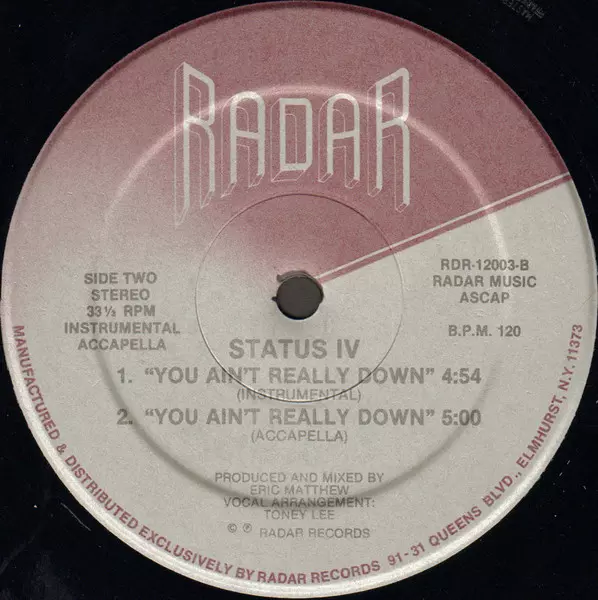 RADAR
SIDE TWO
STEREO
33 ⅓ RPM
INSTRUMENTAL
ACCAPELLA
RDR-12003-B
RADAR MUSIC
ASCAP
B.P.M. 120
STATUS IV
1. “YOU AIN'T REALLY DOWN” 4:54
(INSTRUMENTAL)
2. “YOU AIN'T REALLY DOWN” 5:00
(ACCAPELLA)
PRODUCED AND MIXED BY
ERIC MATTHEW
VOCAL ARRANGEMENT:
TONEY LEE
© ℗ RADAR RECORDS
MANUFACTURED & DISTRIBUTED EXCLUSIVELY BY RADAR RECORDS 91-31 QUEENS BLVD., ELMHURST, N.Y. 11373